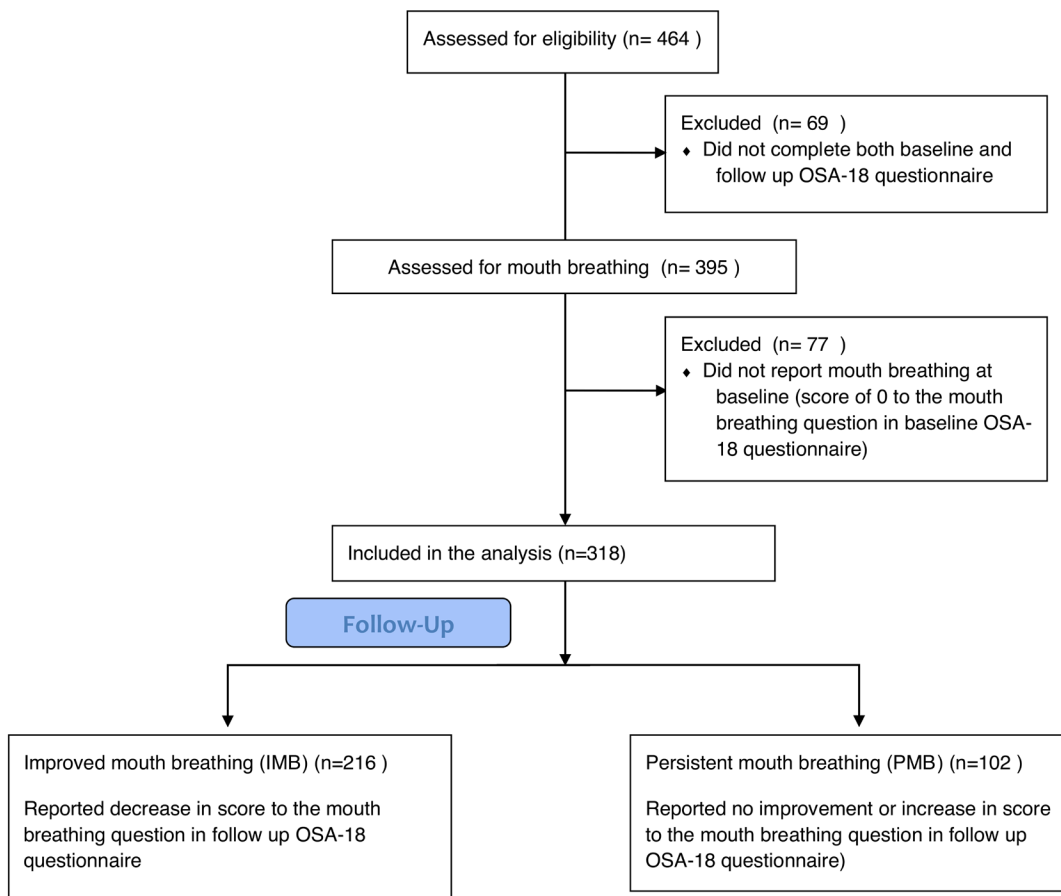 Assessed for eligibility (n= 464 )
Excluded (n= 69 )
♦ Did not complete both baseline and
follow up OSA-18 questionnaire
Assessed for mouth breathing (n= 395 )
Excluded (n= 77 )
♦ Did not report mouth breathing at
baseline (score of 0 to the mouth
breathing question in baseline OSA-
18 questionnaire)
Included in the analysis (n=318)
Follow-Up
Improved mouth breathing (IMB) (n=216 )
Reported decrease in score to the mouth
breathing question in follow up OSA-18
questionnaire
Persistent mouth breathing (PMB) (n=102 )
Reported no improvement or increase in score
to the mouth breathing question in follow up
OSA-18 questionnaire)